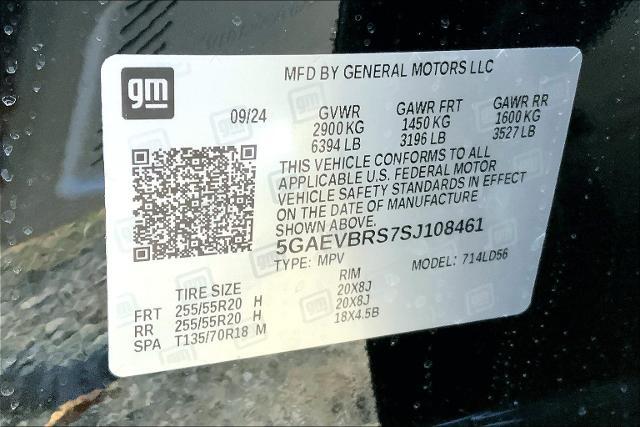 gm
MFD BY GENERAL MOTORS LLC
09/24 GVWR GAWR FRT GAWR RR
2900 KG 1450 KG 1600 KG
6394 LB 3196 LB 3527 LB
THIS VEHICLE CONFORMS TO ALL
APPLICABLE U.S. FEDERAL MOTOR
VEHICLE SAFETY STANDARDS IN EFFECT
ON THE DATE OF MANUFACTURE
SHOWN ABOVE.
5GAEVBRS7SJ108461
TYPE: MPV MODEL: 714LD56
TIRE SIZE RIM
FRT 255/55R20 H 20X8J
RR 255/55R20 H 20X8J
SPA T135/70R18 M 18X4.5B